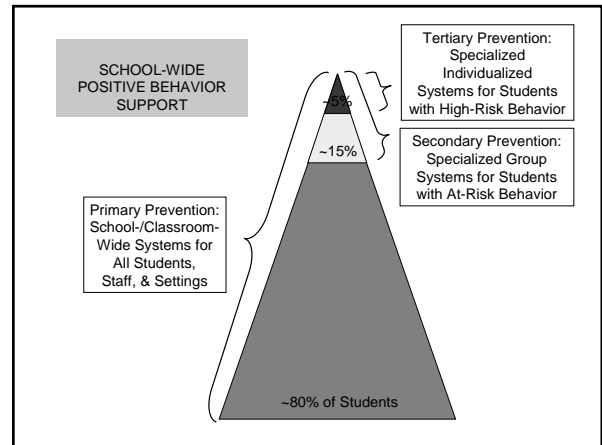 SCHOOL-WIDE
POSITIVE BEHAVIOR
SUPPORT
Tertiary Prevention:
Specialized
Individualized
Systems for Students
with High-Risk Behavior
~5%
~15%
Secondary Prevention:
Specialized Group
Systems for Students
with At-Risk Behavior
Primary Prevention:
School-/Classroom-
Wide Systems for
All Students,
Staff, & Settings
~80% of Students